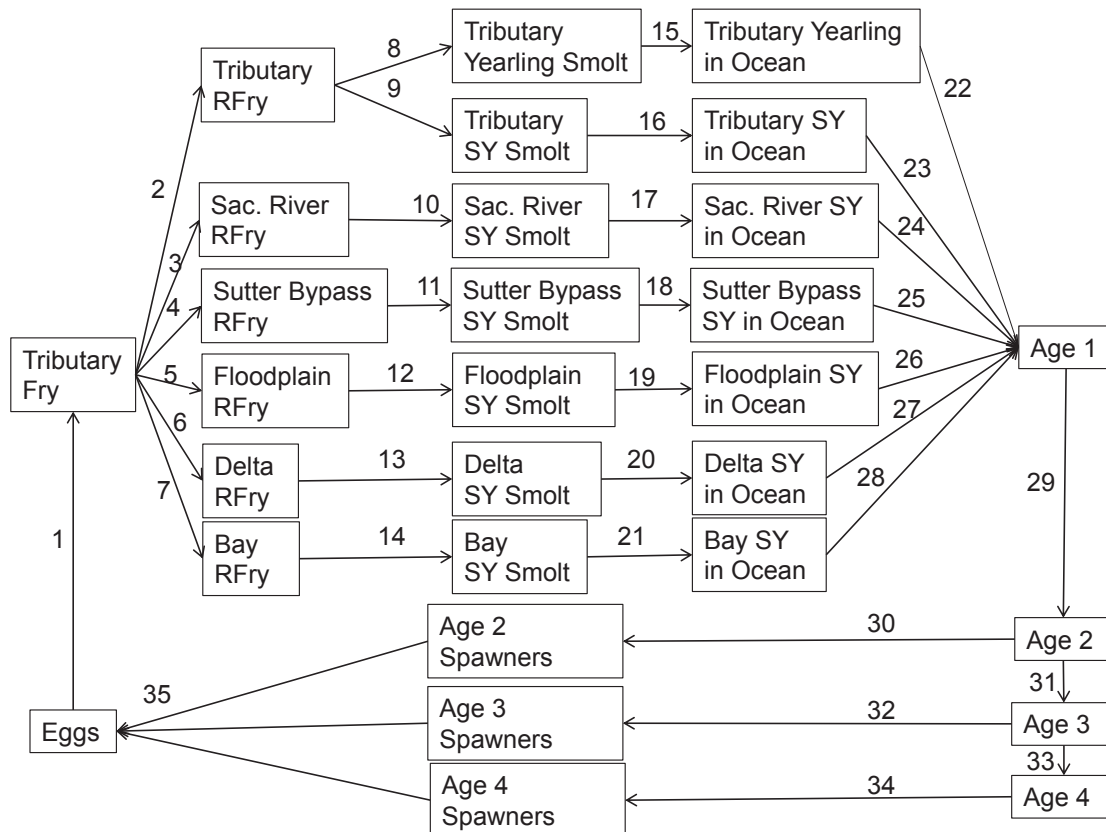 8
Tributary
Yearling Smolt
15
Tributary Yearling
in Ocean
22
Tributary
RFry
9
Tributary
SY Smolt
16
Tributary SY
in Ocean
23
2
Sac. River
RFry
10
Sac. River
SY Smolt
17
Sac. River SY
in Ocean
24
3
4
Sutter Bypass
RFry
11
Sutter Bypass
SY Smolt
18
Sutter Bypass
SY in Ocean
25
Tributary
Fry
5
Floodplain
RFry
12
Floodplain
SY Smolt
19
Floodplain SY
in Ocean
26
Age 1
6
Delta
RFry
13
Delta
SY Smolt
20
Delta SY
in Ocean
27
7
Bay
RFry
14
Bay
SY Smolt
21
Bay SY
in Ocean
28
29
1
Age 2
Spawners
30
Age 2
31
35
Eggs
Age 3
Spawners
32
Age 3
33
Age 4
Spawners
34
Age 4